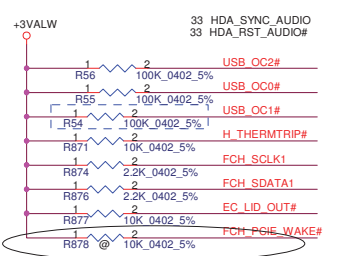 +3VALW
33 HDA_SYNC_AUDIO
33 HDA_RST_AUDIO#
1 2 USB_OC2#
R56 100K_0402_5%
1 2 USB_OC0#
R55 100K_0402_5%
1 2 USB_OC1#
R54 100K_0402_5%
1 2 H_THERMTRIP#
R871 10K_0402_5%
1 2 FCH_SCLK1
R874 2.2K_0402_5%
1 2 FCH_SDATA1
R876 2.2K_0402_5%
1 2 EC_LID_OUT#
R877 10K_0402_5%
1 2 FCH_PCIE_WAKE#
R878 @ 10K_0402_5%